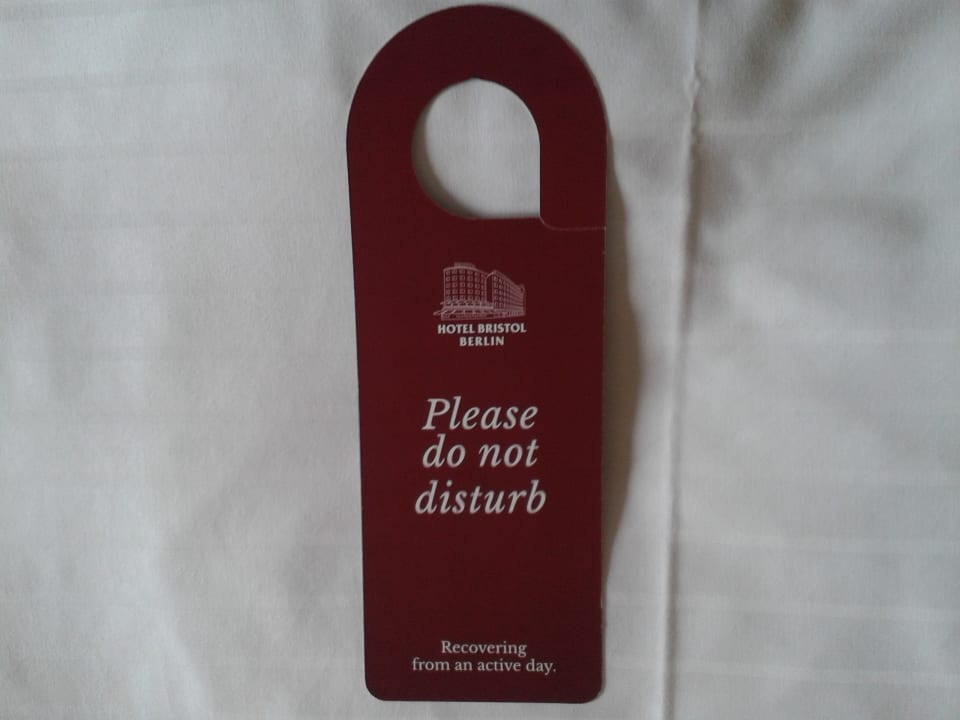 HOTEL BRISTOL
BERLIN
Please
do not
disturb
Recovering
from an active day.